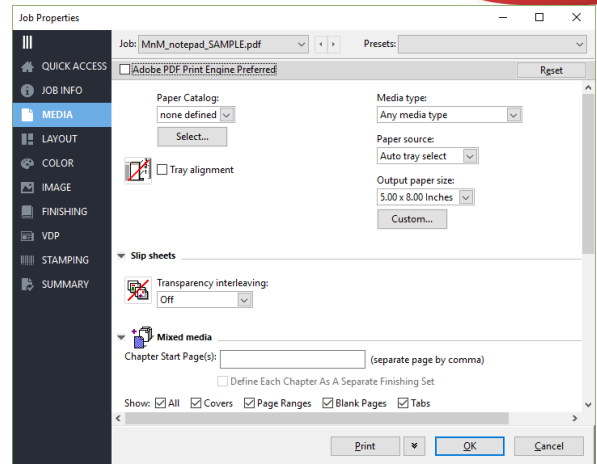 Job Properties
Job: MnM_notepad_SAMPLE.pdf Presets:
QUICK ACCESS
JOB INFO
MEDIA
LAYOUT
COLOR
IMAGE
FINISHING
VDP
STAMPING
SUMMARY
Adobe PDF Print Engine Preferred Reset
Paper Catalog:
none defined
Select...
Tray alignment
Media type:
Any media type
Paper source:
Auto tray select
Output paper size:
5.00 x 8.00 Inches
Custom...
Slip sheets
Transparency interleaving:
Off
Mixed media
Chapter Start Page(s): (separate page by comma)
Define Each Chapter As A Separate Finishing Set
Show: All Covers Page Ranges Blank Pages Tabs
Print OK Cancel